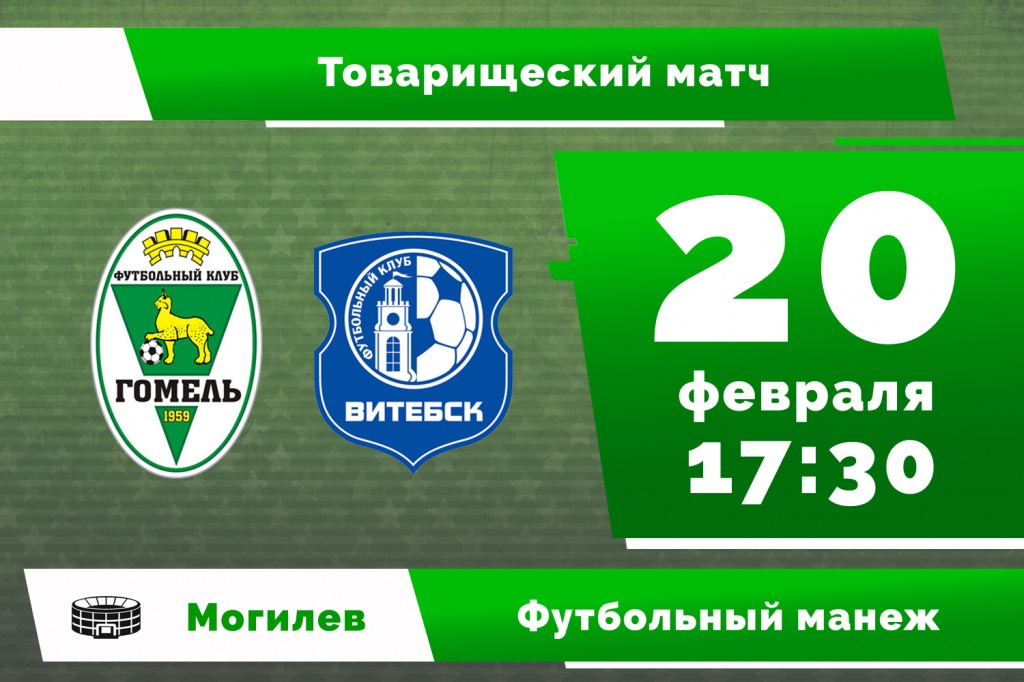 Товарищеский матч
ФУТБОЛЬНЫЙ КЛУБ
ГОМЕЛЬ
1959
ФУТБОЛЬНЫЙ КЛУБ
ВИТЕБСК
20
февраля
17:30
Могилев
Футбольный манеж